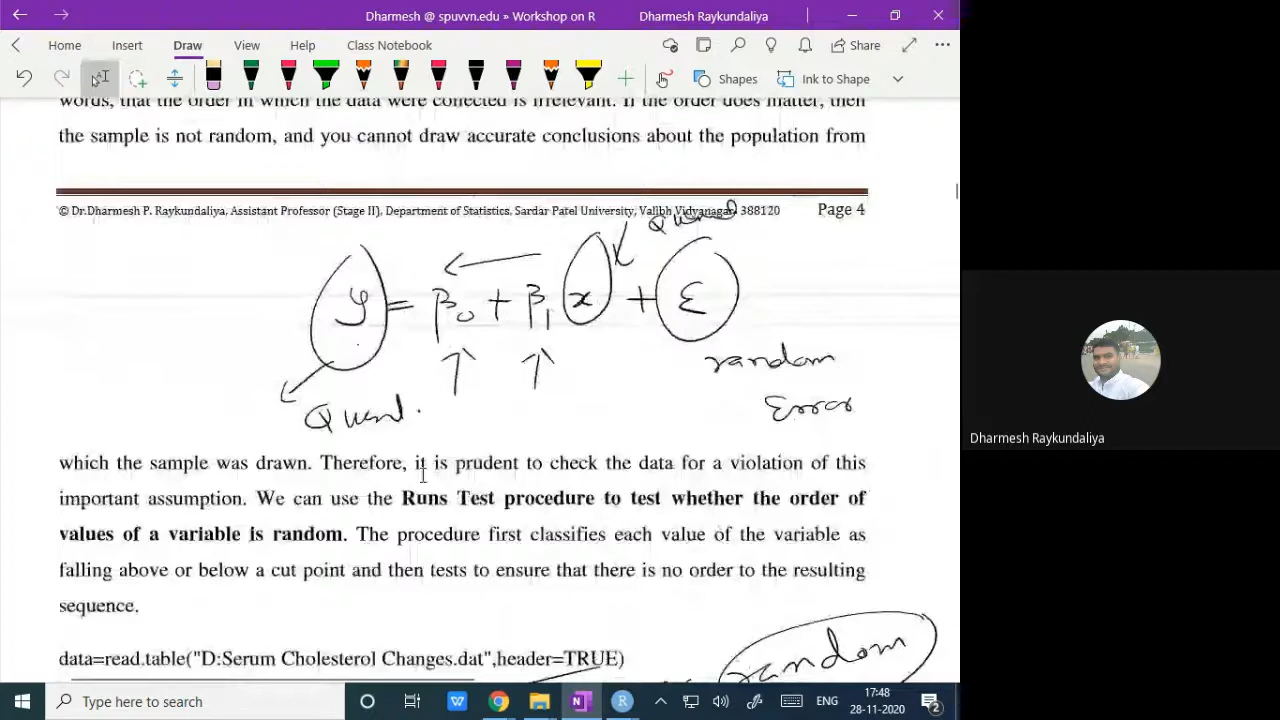 Dharmesh @ spuvvn.edu » Workshop on R
Dharmesh Raykundaliya
Home Insert Draw View Help Class Notebook Share
Shapes Ink to Shape
words, that the order in which the data were collected is irrelevant. If the order does matter, then
the sample is not random, and you cannot draw accurate conclusions about the population from
© Dr.Dharmesh P. Raykundaliya, Assistant Professor (Stage II), Department of Statistics, Sardar Patel University, Vallbh Vidyanagar 388120 Page 4
y = β0 + β1 x + ε
random
Error
which the sample was drawn. Therefore, it is prudent to check the data for a violation of this
important assumption. We can use the Runs Test procedure to test whether the order of
values of a variable is random. The procedure first classifies each value of the variable as
falling above or below a cut point and then tests to ensure that there is no order to the resulting
sequence.
data=read.table("D:Serum Cholesterol Changes.dat",header=TRUE)
random
Dharmesh Raykundaliya
Type here to search
ENG
17:48
28-11-2020
2